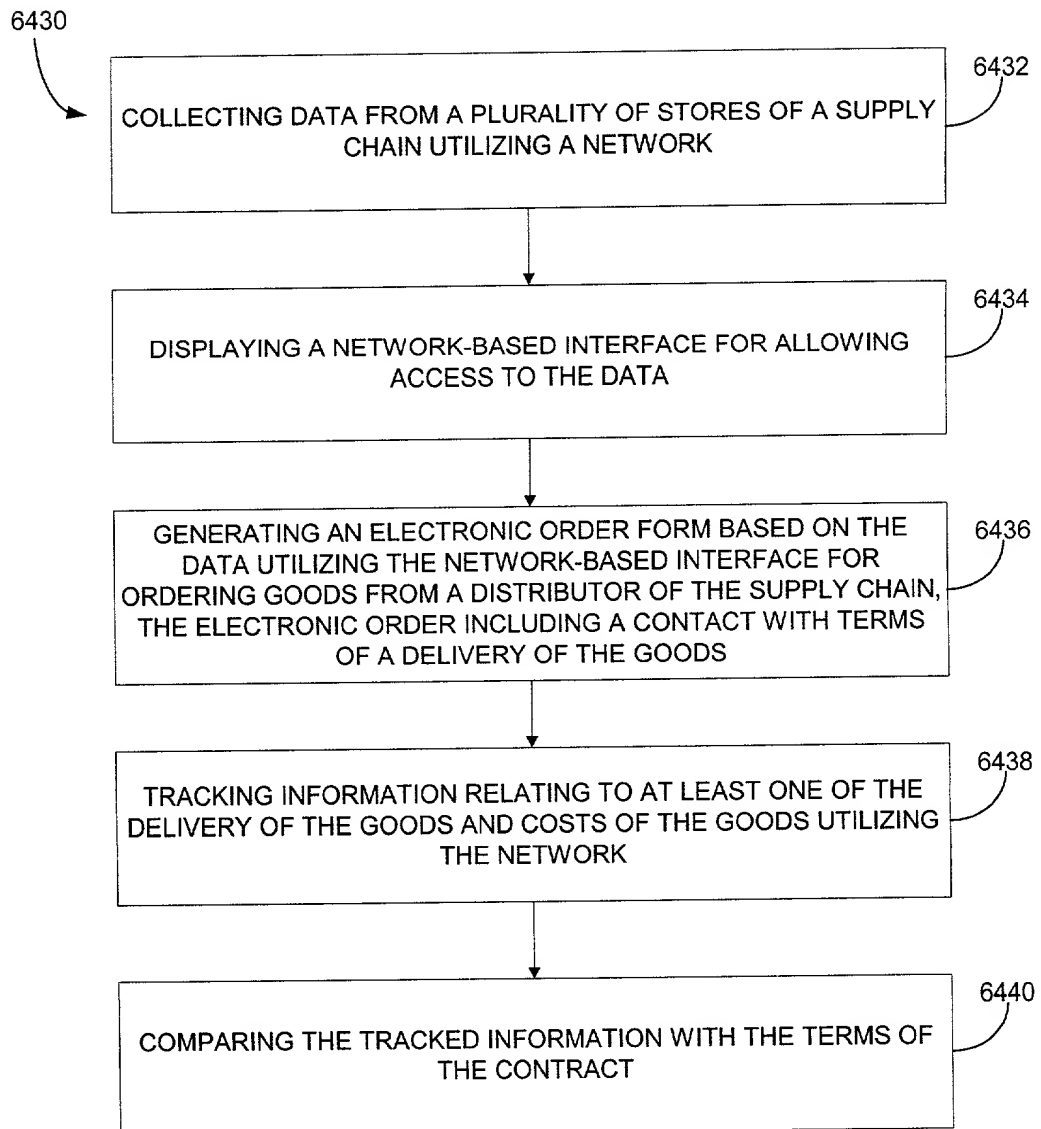 6430
6432
COLLECTING DATA FROM A PLURALITY OF STORES OF A SUPPLY
CHAIN UTILIZING A NETWORK
6434
DISPLAYING A NETWORK-BASED INTERFACE FOR ALLOWING
ACCESS TO THE DATA
6436
GENERATING AN ELECTRONIC ORDER FORM BASED ON THE
DATA UTILIZING THE NETWORK-BASED INTERFACE FOR
ORDERING GOODS FROM A DISTRIBUTOR OF THE SUPPLY CHAIN,
THE ELECTRONIC ORDER INCLUDING A CONTACT WITH TERMS
OF A DELIVERY OF THE GOODS
6438
TRACKING INFORMATION RELATING TO AT LEAST ONE OF THE
DELIVERY OF THE GOODS AND COSTS OF THE GOODS UTILIZING
THE NETWORK
6440
COMPARING THE TRACKED INFORMATION WITH THE TERMS OF
THE CONTRACT